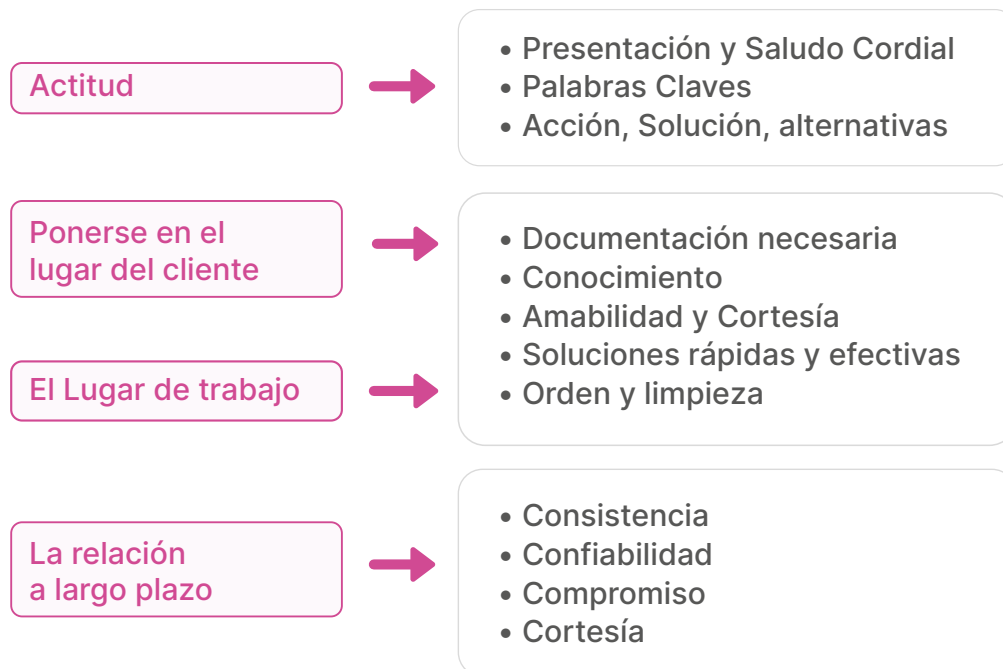 Actitud
• Presentación y Saludo Cordial
• Palabras Claves
• Acción, Solución, alternativas
Ponerse en el
lugar del cliente
El Lugar de trabajo
• Documentación necesaria
• Conocimiento
• Amabilidad y Cortesía
• Soluciones rápidas y efectivas
• Orden y limpieza
La relación
a largo plazo
• Consistencia
• Confiabilidad
• Compromiso
• Cortesía